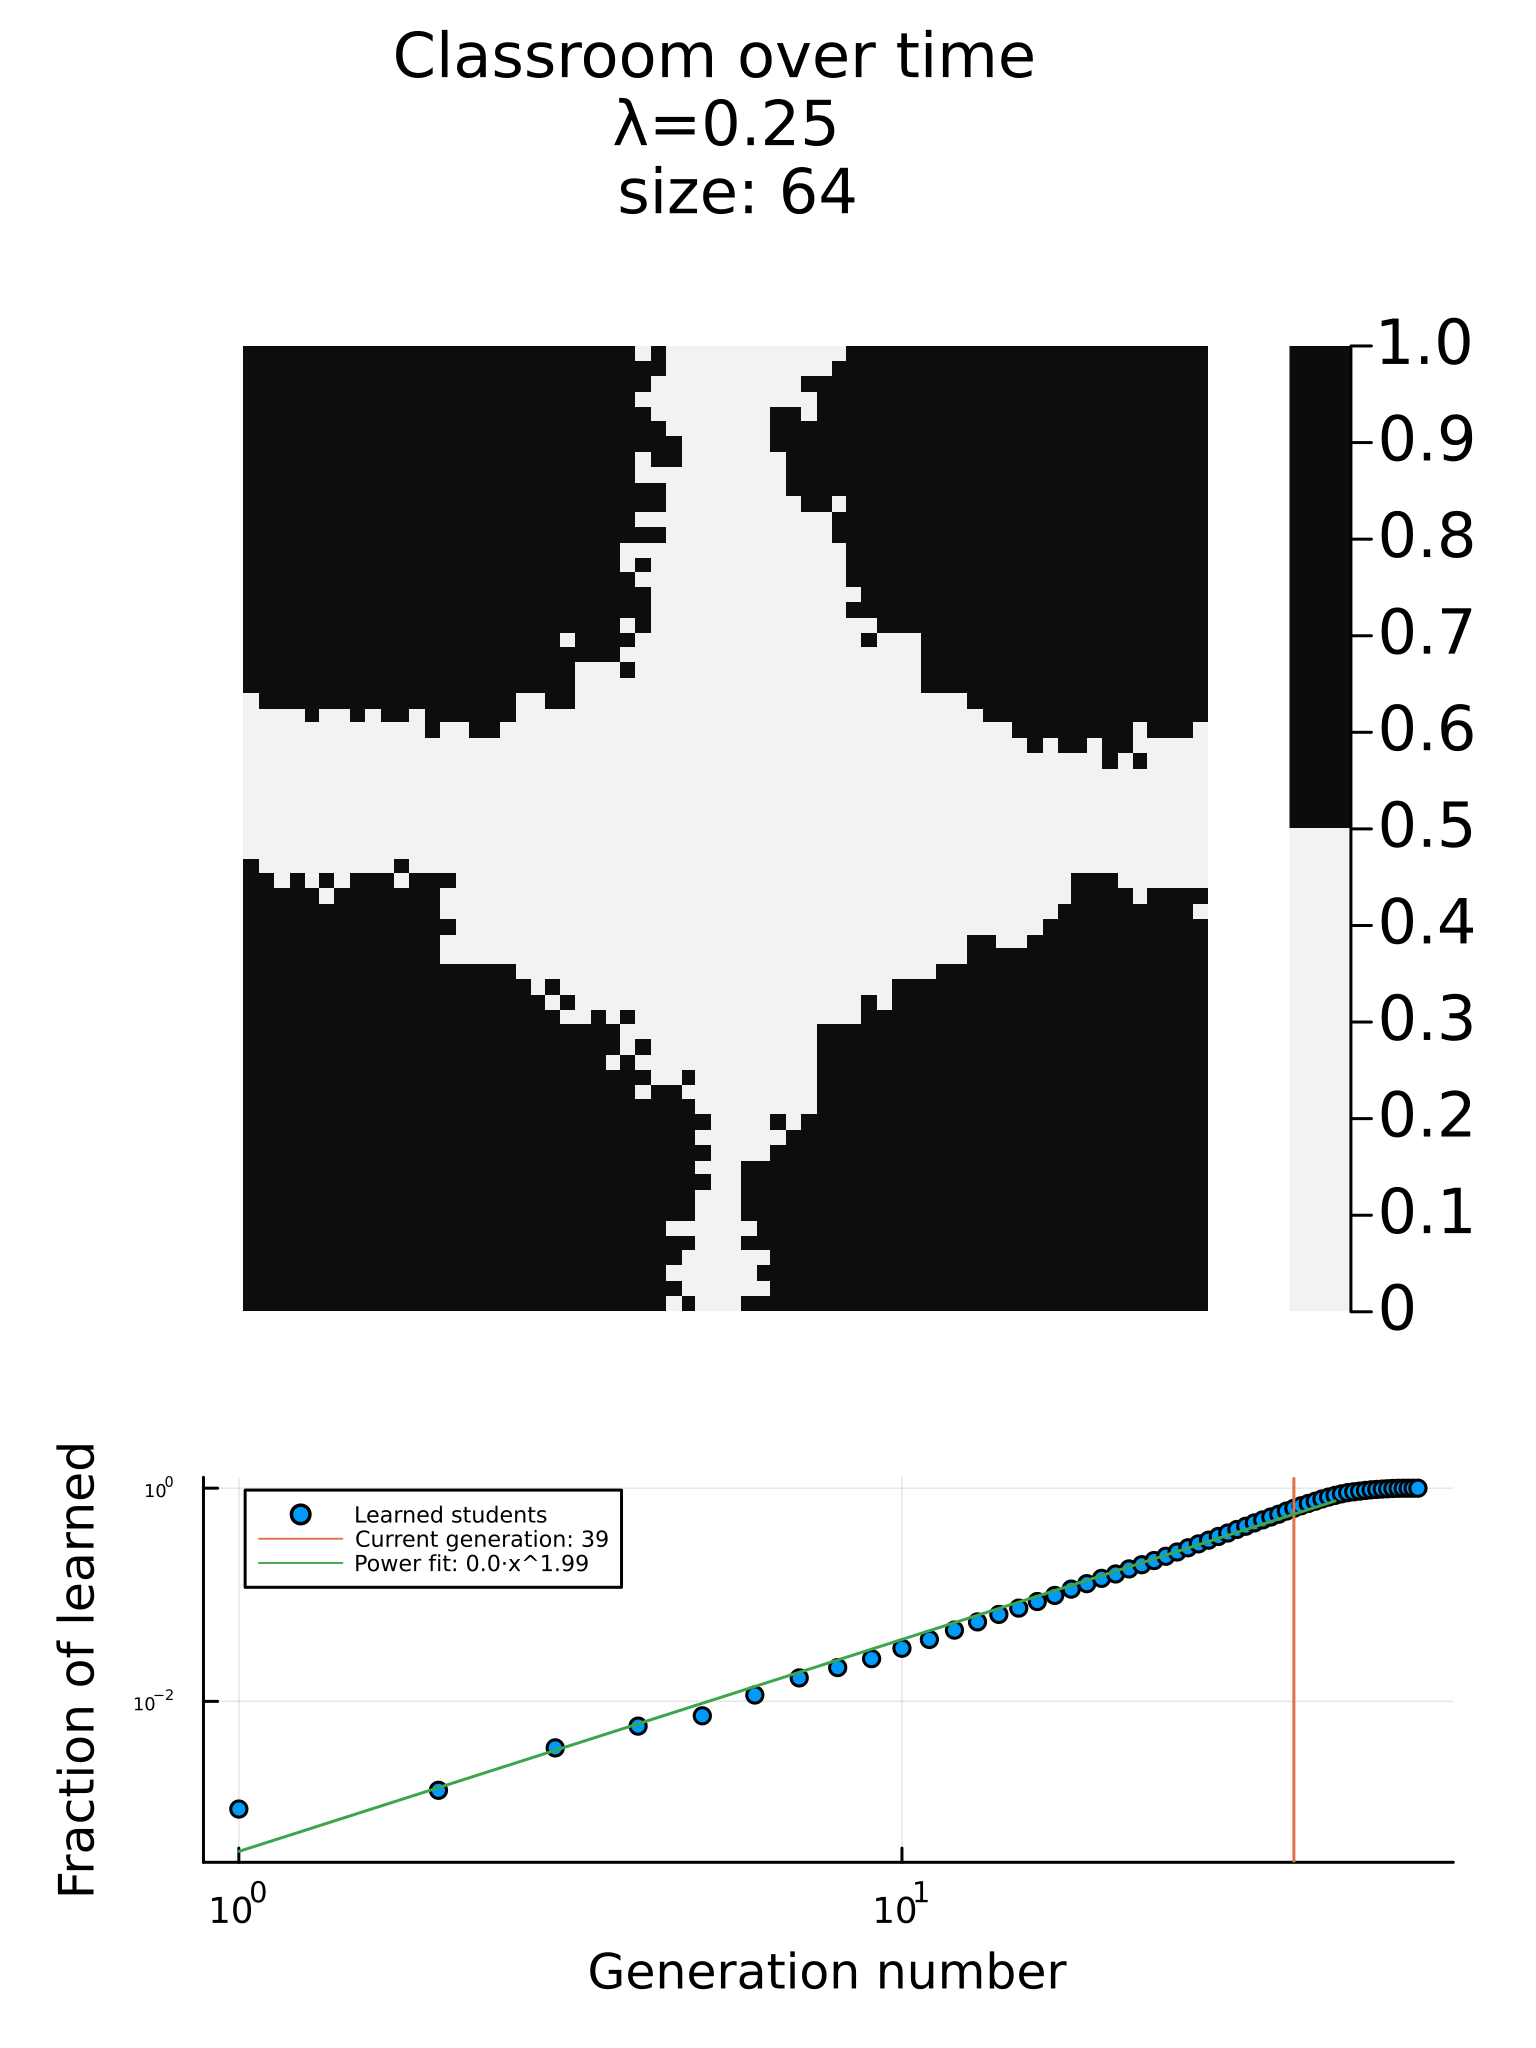 Classroom over time
λ=0.25
size: 64
1.0
0.9
0.8
0.7
0.6
0.5
0.4
0.3
0.2
0.1
0
Fraction of learned
10^0
10^−2
Learned students
Current generation: 39
Power fit: 0.0·x^1.99
10^0
10^1
Generation number